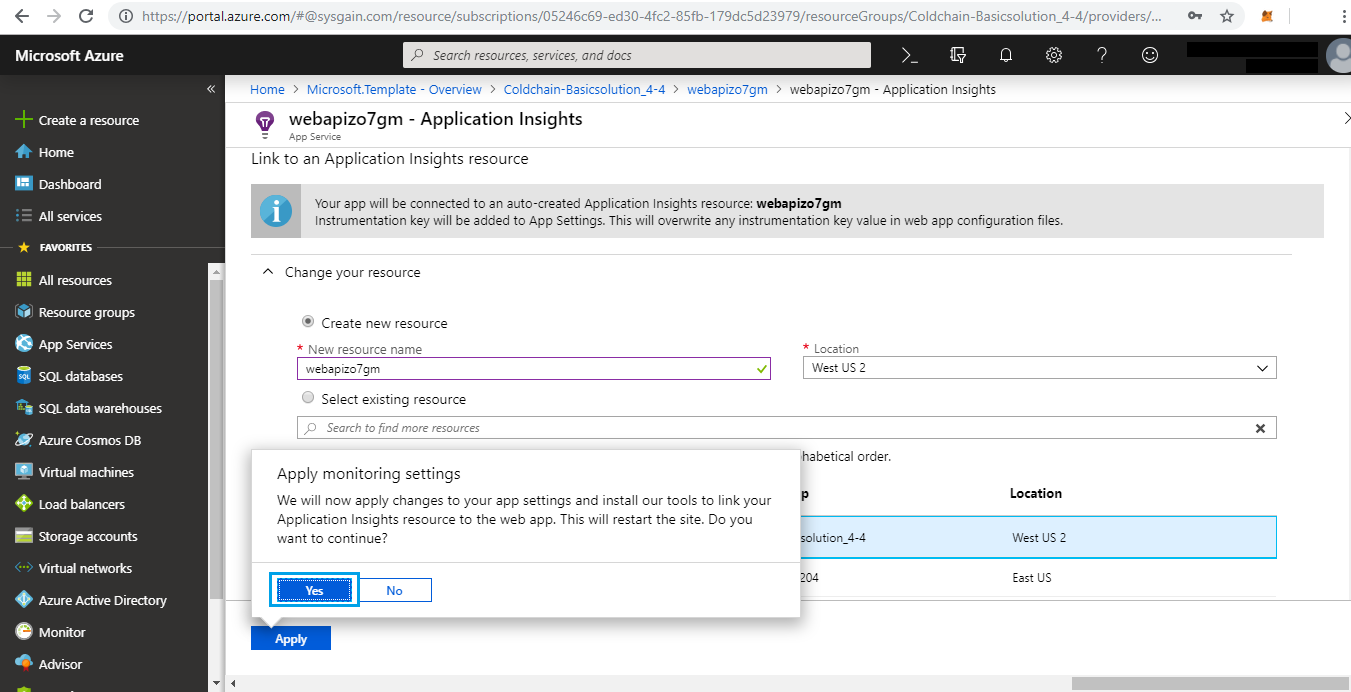 https://portal.azure.com/#@sysgain.com/resource/subscriptions/05246c69-ed30-4fc2-85fb-179dc5d23979/resourceGroups/Coldchain-Basicsolution_4-4/providers/...
Microsoft Azure
Search resources, services, and docs
Home > Microsoft.Template - Overview > Coldchain-Basicsolution_4-4 > webapizo7gm > webapizo7gm - Application Insights
webapizo7gm - Application Insights
App Service
Create a resource
Home
Dashboard
All services
FAVORITES
All resources
Resource groups
App Services
SQL databases
SQL data warehouses
Azure Cosmos DB
Virtual machines
Load balancers
Storage accounts
Virtual networks
Azure Active Directory
Monitor
Advisor
Link to an Application Insights resource
Your app will be connected to an auto-created Application Insights resource: webapizo7gm
Instrumentation key will be added to App Settings. This will overwrite any instrumentation key value in web app configuration files.
Change your resource
Create new resource
* New resource name
webapizo7gm
* Location
West US 2
Select existing resource
Search to find more resources
habetical order.
p
Location
solution_4-4
West US 2
204
East US
Apply monitoring settings
We will now apply changes to your app settings and install our tools to link your
Application Insights resource to the web app. This will restart the site. Do you
want to continue?
Yes
No
Apply